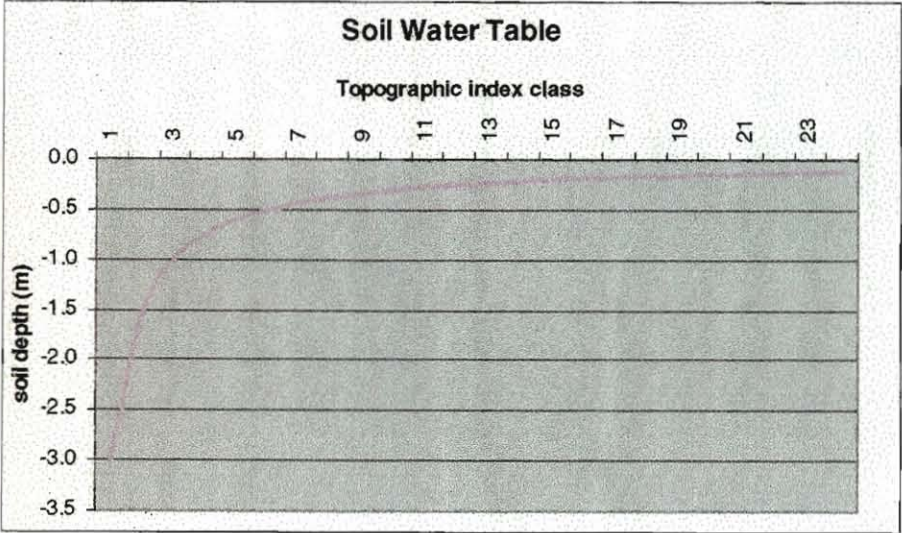 Soil Water Table
Topographic index class
1 3 5 7 9 11 13 15 17 19 21 23
0.0
-0.5
-1.0
-1.5
-2.0
-2.5
-3.0
-3.5
soil depth (m)